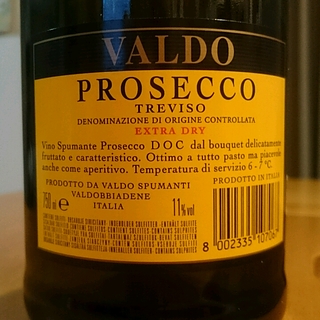 VALDO
PROSECCO
TREVISO
DENOMINAZIONE DI ORIGINE CONTROLLATA
EXTRA DRY
Vino Spumante Prosecco DOC dal bouquet delicatamente
fruttato e caratteristico. Ottimo a tutto pasto ma piacevole
anche come aperitivo. Temperatura di servizio 6 - 7 °C.
PRODOTTO DA VALDO SPUMANTI
VALDOBBIADENE
ITALIA
PRODOTTO IN ITALIA
750 ml e
11% vol
8 002335 107067